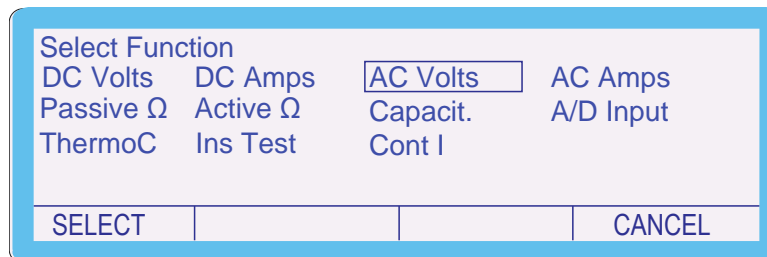 Select Function
DC Volts DC Amps AC Volts AC Amps
Passive Ω Active Ω Capacit. A/D Input
ThermoC Ins Test Cont I
SELECT CANCEL